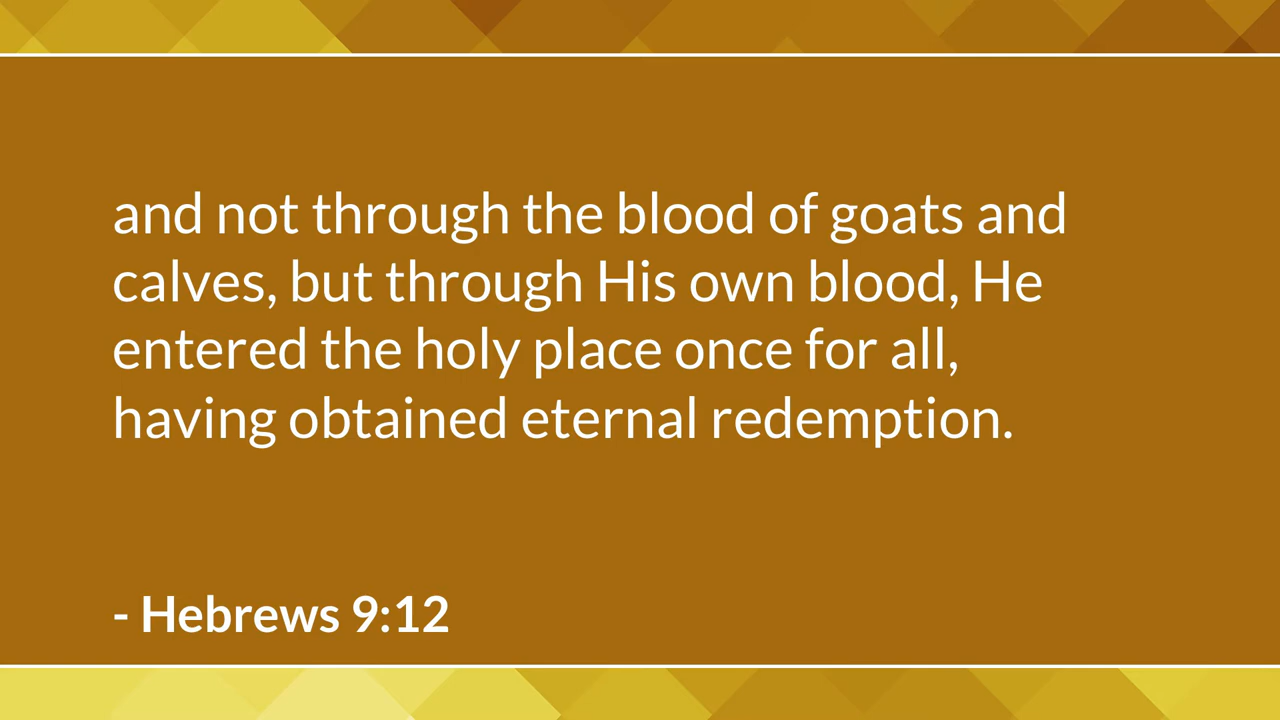 and not through the blood of goats and
calves, but through His own blood, He
entered the holy place once for all,
having obtained eternal redemption.
- Hebrews 9:12